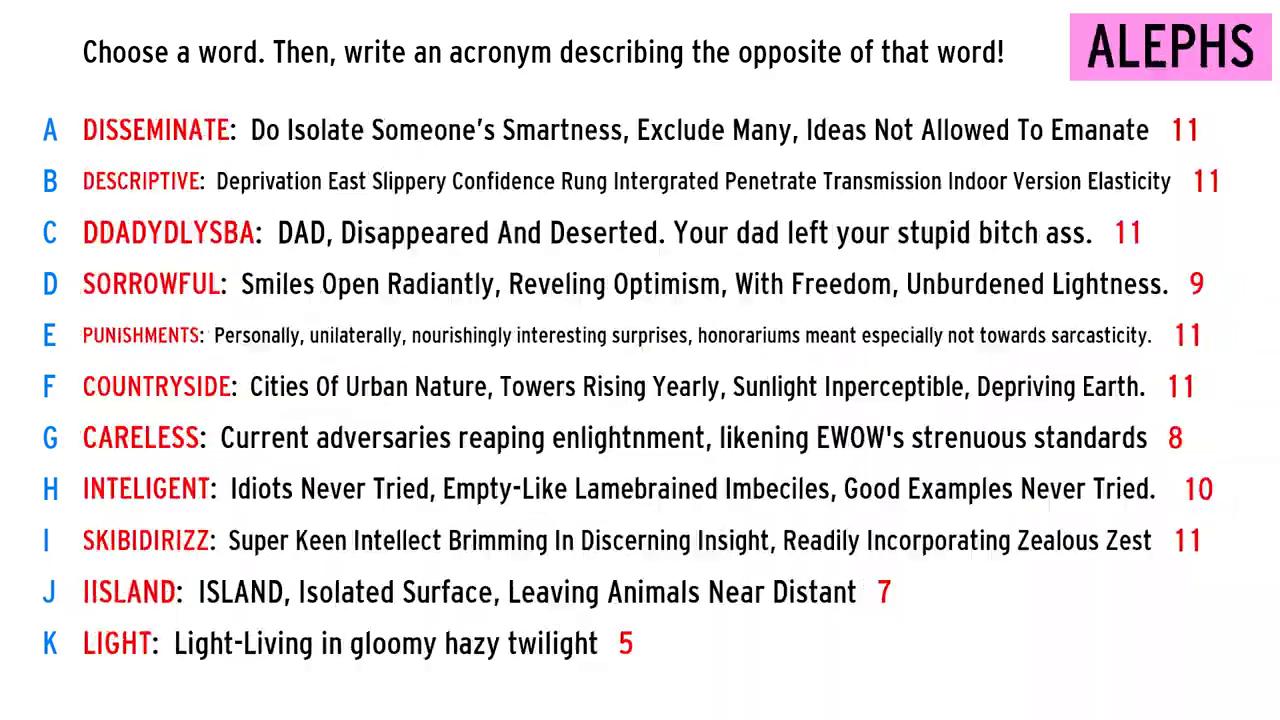 Choose a word. Then, write an acronym describing the opposite of that word!
ALEPHS
A DISSEMINATE: Do Isolate Someone's Smartness, Exclude Many, Ideas Not Allowed To Emanate 11
B DESCRIPTIVE: Deprivation East Slippery Confidence Rung Intergrated Penetrate Transmission Indoor Version Elasticity 11
C DDADYDLYSBA: DAD, Disappeared And Deserted. Your dad left your stupid bitch ass. 11
D SORROWFUL: Smiles Open Radiantly, Reveling Optimism, With Freedom, Unburdened Lightness. 9
E PUNISHMENTS: Personally, unilaterally, nourishingly interesting surprises, honorariums meant especially not towards sarcasticity. 11
F COUNTRYSIDE: Cities Of Urban Nature, Towers Rising Yearly, Sunlight Inperceptible, Depriving Earth. 11
G CARELESS: Current adversaries reaping enlightnment, likening EWOW's strenuous standards 8
H INTELIGENT: Idiots Never Tried, Empty-Like Lamebrained Imbeciles, Good Examples Never Tried. 10
I SKIBIDIRIZZ: Super Keen Intellect Brimming In Discerning Insight, Readily Incorporating Zealous Zest 11
J IISLAND: ISLAND, Isolated Surface, Leaving Animals Near Distant 7
K LIGHT: Light-Living in gloomy hazy twilight 5